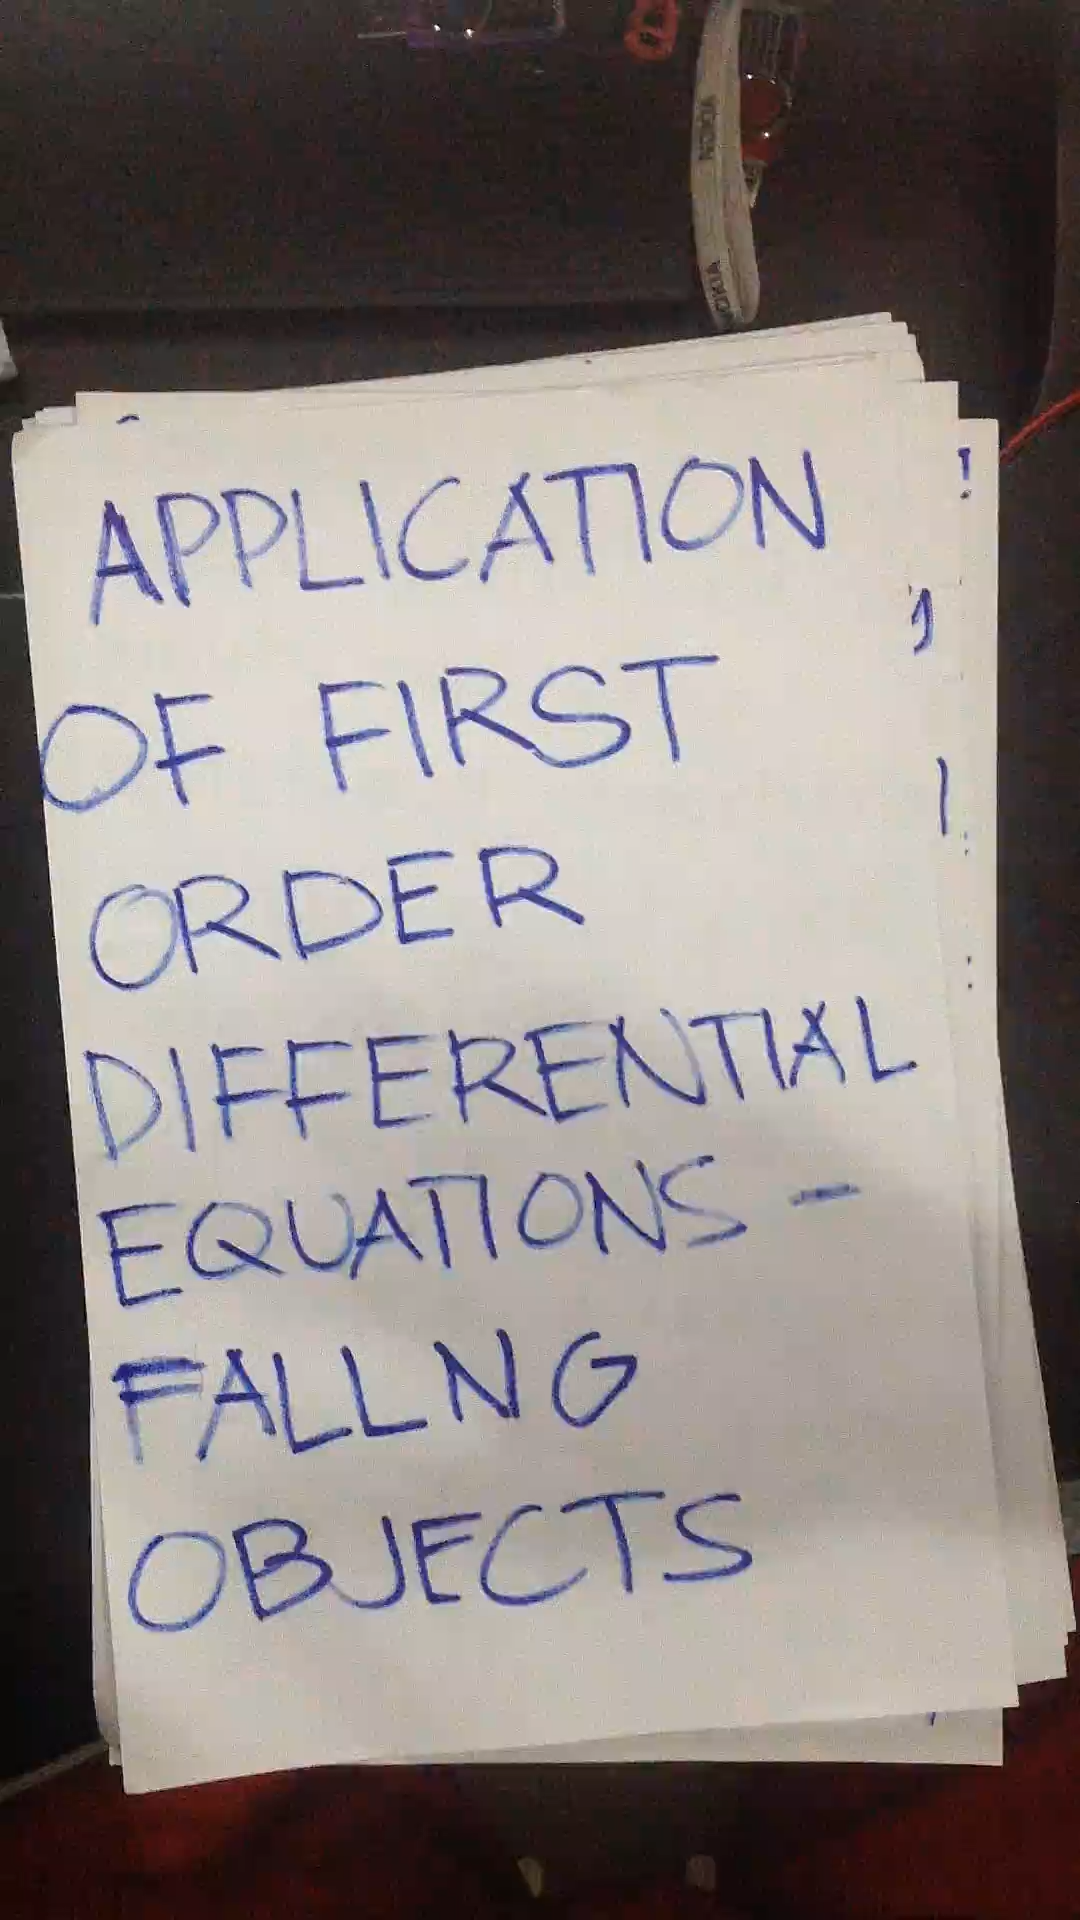 APPLICATION
OF FIRST
ORDER
DIFFERENTIAL
EQUATIONS -
FALLNG
OBJECTS